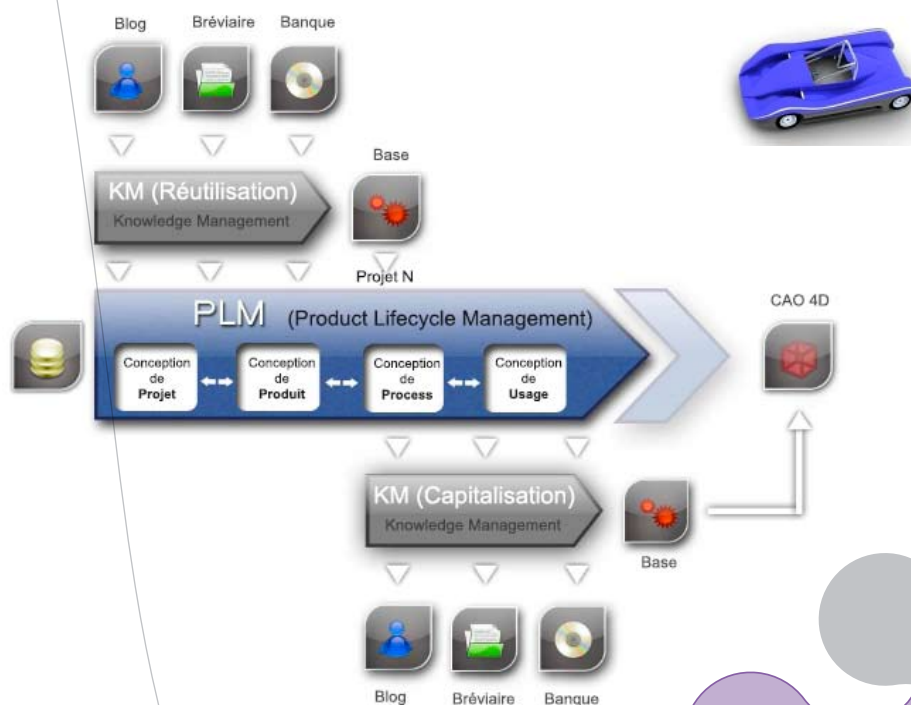 Blog Bréviaire Banque
Base
KM (Réutilisation)
Knowledge Management
Projet N
PLM (Product Lifecycle Management)
CAO 4D
Conception
de
Projet
Conception
de
Produit
Conception
de
Process
Conception
de
Usage
KM (Capitalisation)
Knowledge Management
Base
Blog Bréviaire Banque